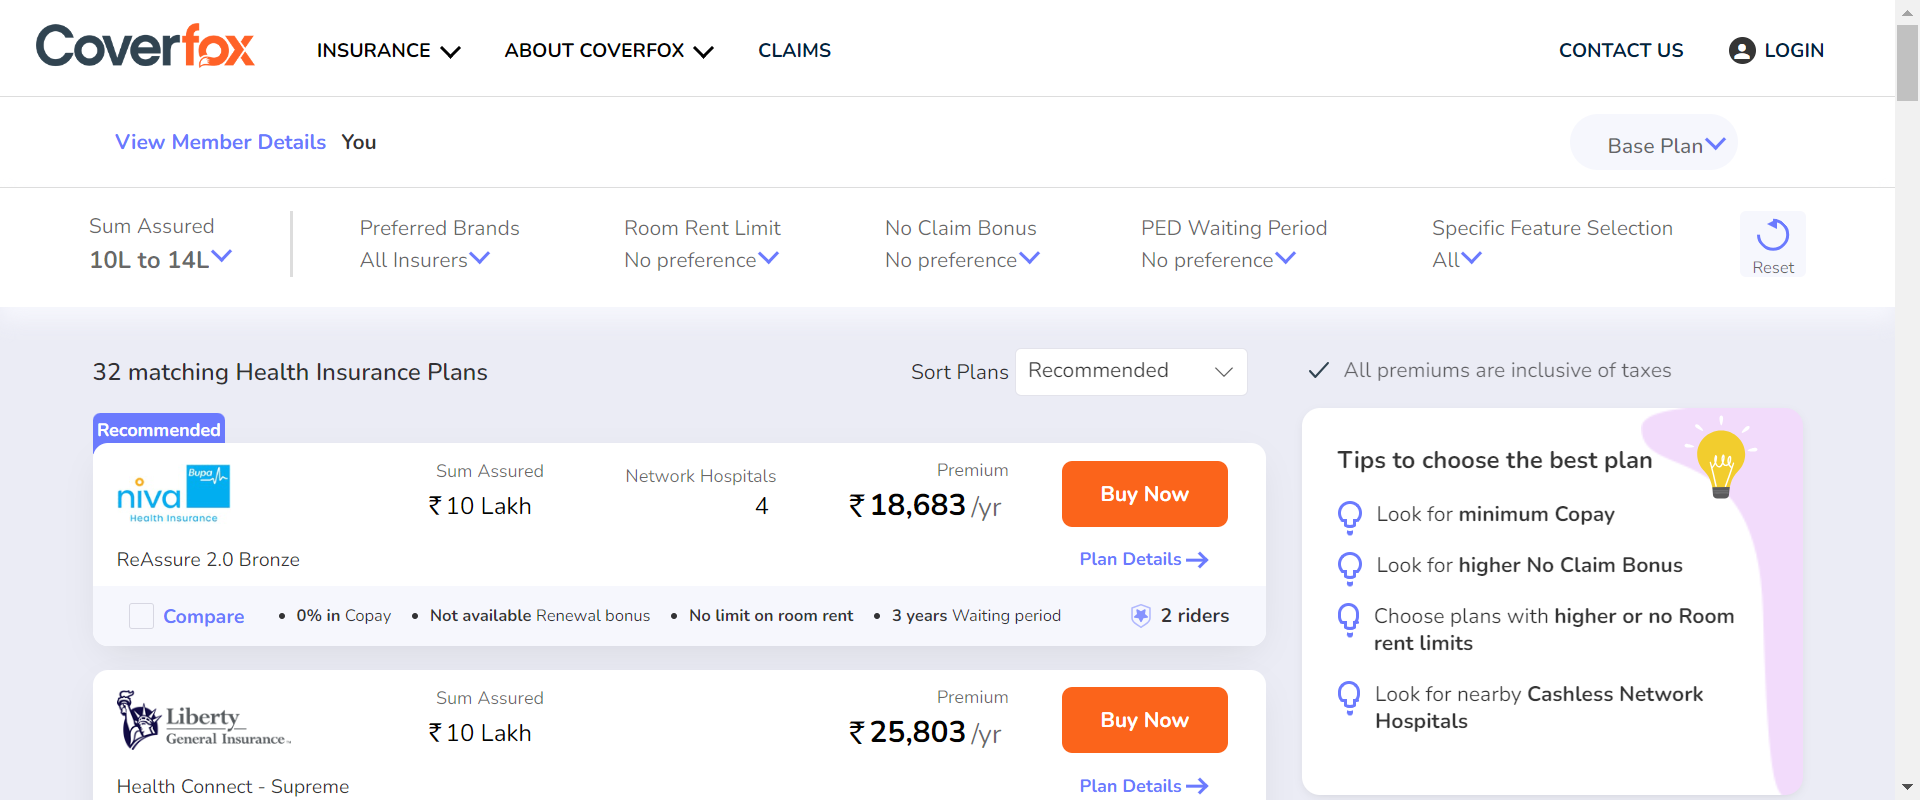 Coverfox
INSURANCE ABOUT COVERFOX CLAIMS CONTACT US LOGIN
View Member Details You Base Plan
Sum Assured Preferred Brands Room Rent Limit No Claim Bonus PED Waiting Period Specific Feature Selection
10L to 14L All Insurers No preference No preference No preference All Reset
32 matching Health Insurance Plans Sort Plans Recommended
Recommended
niva Bupa
Health Insurance
Sum Assured Network Hospitals Premium
₹ 10 Lakh 4 ₹ 18,683 /yr Buy Now
ReAssure 2.0 Bronze Plan Details
Compare • 0% in Copay • Not available Renewal bonus • No limit on room rent • 3 years Waiting period 2 riders
Liberty
General Insurance
Sum Assured Premium
₹ 10 Lakh ₹ 25,803 /yr Buy Now
Health Connect - Supreme Plan Details
All premiums are inclusive of taxes
Tips to choose the best plan
Look for minimum Copay
Look for higher No Claim Bonus
Choose plans with higher or no Room
rent limits
Look for nearby Cashless Network
Hospitals